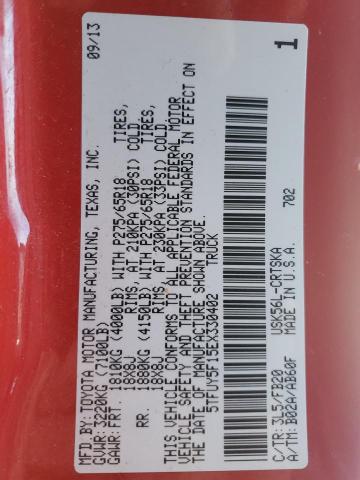 MFD.BY:TOYOTA MOTOR MANUFACTURING, TEXAS, INC. 09/13
GVWR:3220KG(7100LB)
GAWR:FRT. 1810KG (4000LB) WITH P275/65R18 TIRES,
18X8J RIMS, AT 210KPA (30PSI) COLD
RR. 1880KG (4150LB) WITH P275/65R18 TIRES,
18X8J RIMS, AT 230KPA (33PSI) COLD
THIS VEHICLE CONFORMS TO ALL APPLICABLE FEDERAL MOTOR
VEHICLE SAFETY AND THEFT PREVENTION STANDARDS IN EFFECT ON
THE DATE OF MANUFACTURE SHOWN ABOVE.
5TFUY5F15EX330402 TRUCK
1
USK56L-CRTSKA 702
C/TR:3L5/FB20 MADE IN U.S.A.
A/TM:B02A/AB60F